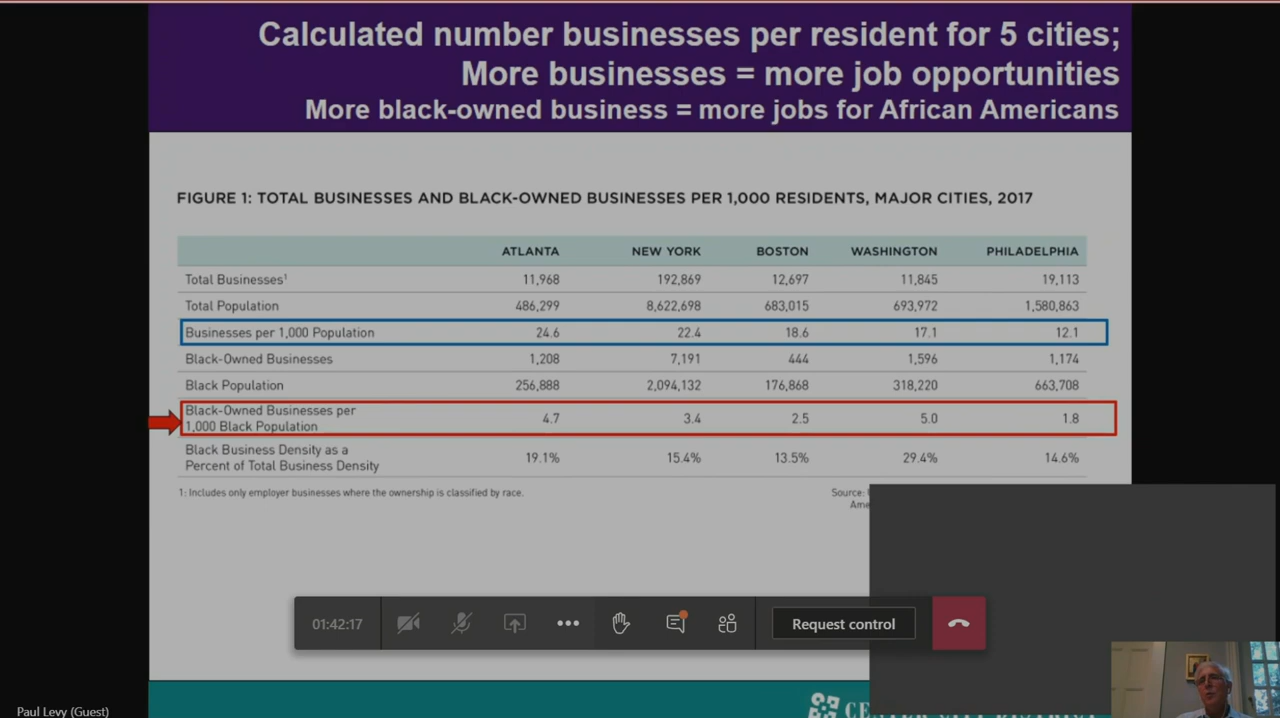 Calculated number businesses per resident for 5 cities;
More businesses = more job opportunities
More black-owned business = more jobs for African Americans
FIGURE 1: TOTAL BUSINESSES AND BLACK-OWNED BUSINESSES PER 1,000 RESIDENTS, MAJOR CITIES, 2017
ATLANTA NEW YORK BOSTON WASHINGTON PHILADELPHIA
Total Businesses¹ 11,968 192,869 12,697 11,845 19,113
Total Population 486,299 8,622,698 683,015 693,972 1,580,863
Businesses per 1,000 Population 24.6 22.4 18.6 17.1 12.1
Black-Owned Businesses 1,208 7,191 444 1,596 1,174
Black Population 256,888 2,094,132 176,868 318,220 663,708
Black-Owned Businesses per
1,000 Black Population 4.7 3.4 2.5 5.0 1.8
Black Business Density as a
Percent of Total Business Density 19.1% 15.4% 13.5% 29.4% 14.6%
1: Includes only employer businesses where the ownership is classified by race.
Source:
Ame
01:42:17
Request control
CENTER CITY DISTRICT
Paul Levy (Guest)